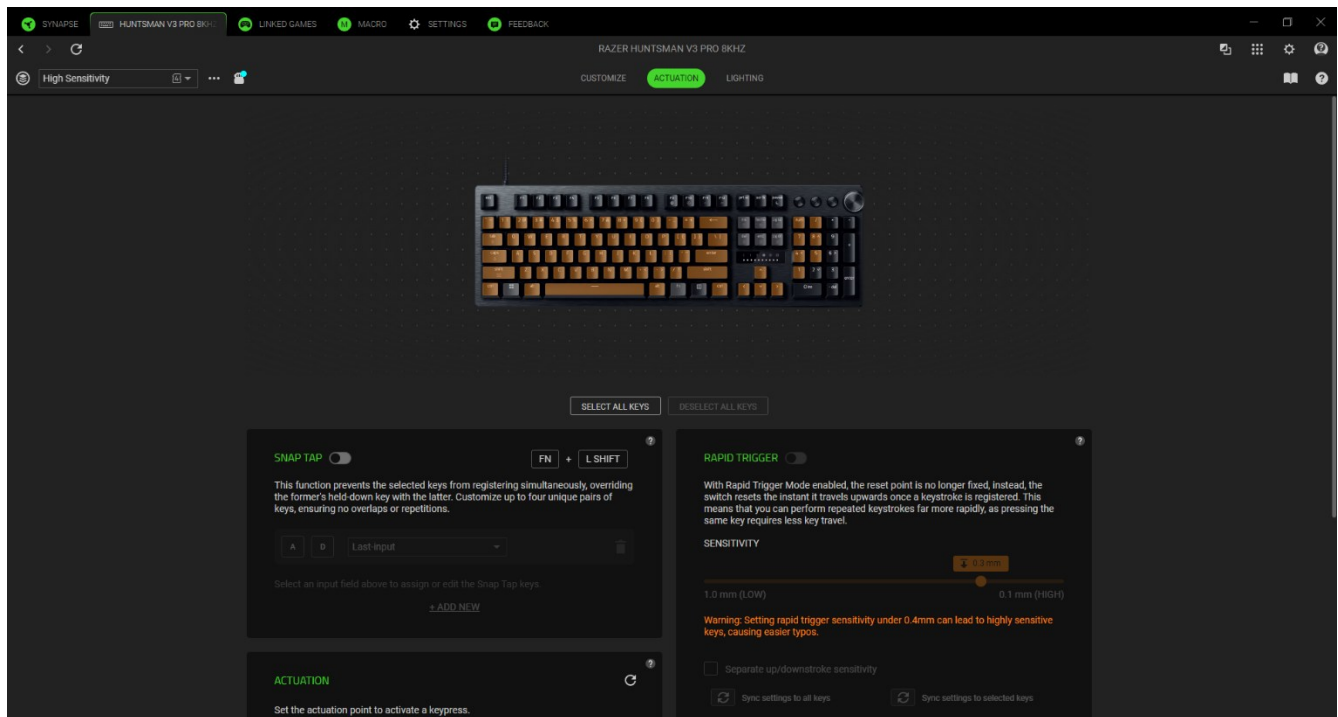 SYNAPSE
HUNTSMAN V3 PRO 8KH
LINKED GAMES
MACRO
SETTINGS
FEEDBACK
RAZER HUNTSMAN V3 PRO 8KHZ
High Sensitivity
CUSTOMIZE
ACTUATION
LIGHTING
SELECT ALL KEYS
DESELECT ALL KEYS
SNAP TAP
FN + L SHIFT
This function prevents the selected keys from registering simultaneously, overriding
the former's held-down key with the latter. Customize up to four unique pairs of
keys, ensuring no overlaps or repetitions.
A D Last-input
Select an input field above to assign or edit the Snap Tap keys.
+ ADD NEW
ACTUATION
Set the actuation point to activate a keypress.
RAPID TRIGGER
With Rapid Trigger Mode enabled, the reset point is no longer fixed, instead, the
switch resets the instant it travels upwards once a keystroke is registered. This
means that you can perform repeated keystrokes far more rapidly, as pressing the
same key requires less key travel.
SENSITIVITY
0.3 mm
1.0 mm (LOW) 0.1 mm (HIGH)
Warning: Setting rapid trigger sensitivity under 0.4mm can lead to highly sensitive
keys, causing easier typos.
Separate up/downstroke sensitivity
Sync settings to all keys
Sync settings to selected keys